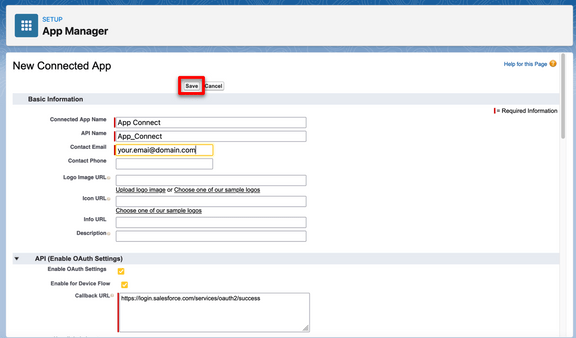 SETUP
App Manager
New Connected App
Help for this Page
Save Cancel
Basic Information
= Required Information
Connected App Name App Connect
API Name App_Connect
Contact Email your.emai@domain.com
Contact Phone
Logo Image URL
Upload logo image or Choose one of our sample logos
Icon URL
Choose one of our sample logos
Info URL
Description
API (Enable OAuth Settings)
Enable OAuth Settings
Enable for Device Flow
Callback URL https://login.salesforce.com/services/oauth2/success